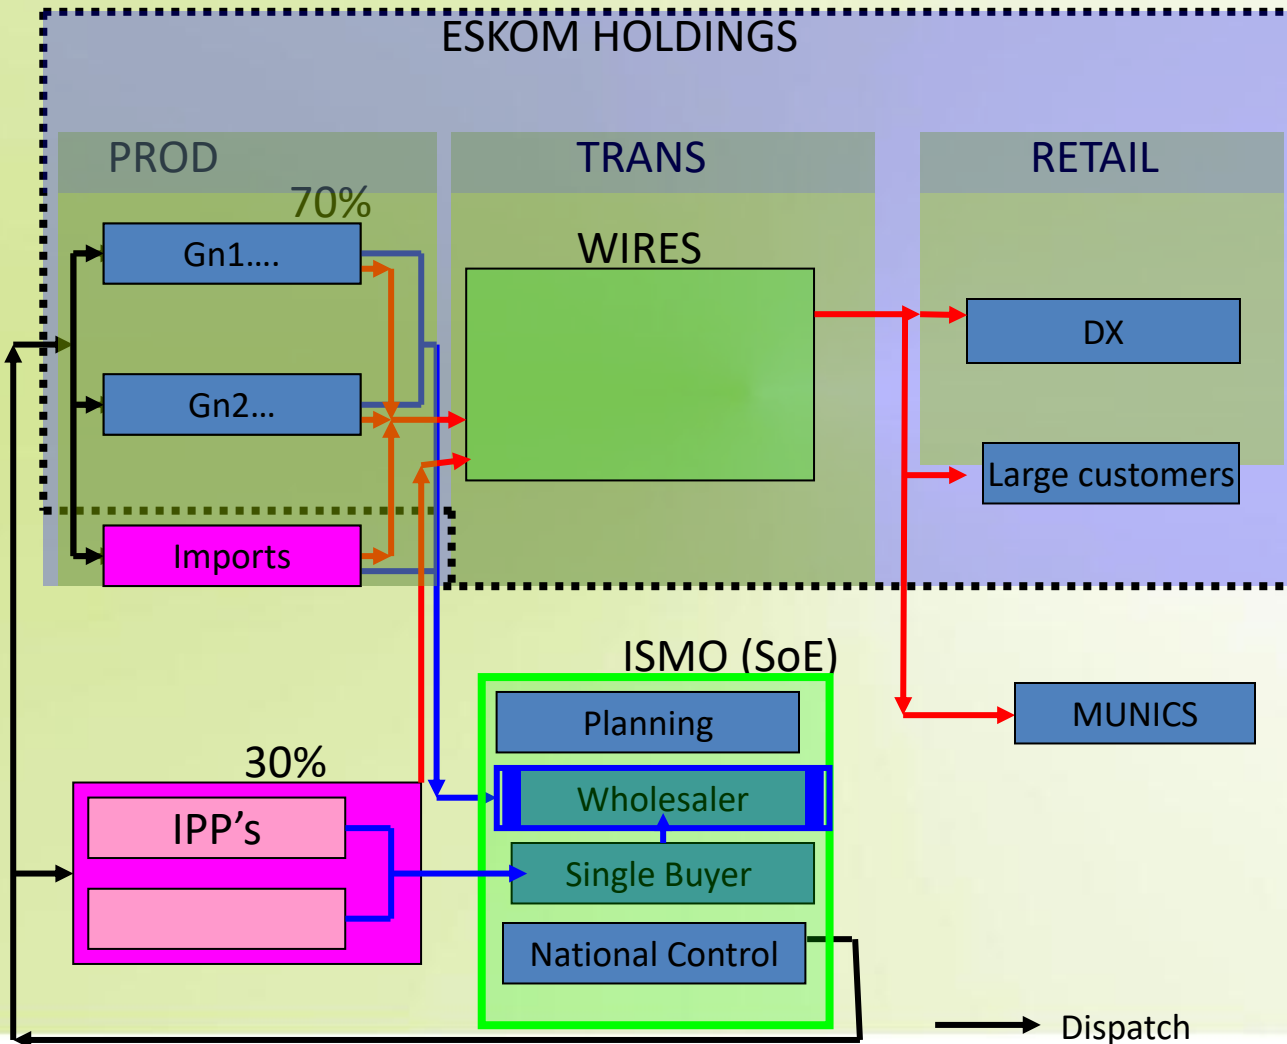 ESKOM HOLDINGS
PROD
TRANS
RETAIL
70%
Gn1....
WIRES
DX
Gn2...
Large customers
Imports
ISMO (SoE)
Planning
MUNICS
30%
Wholesaler
IPP’s
Single Buyer
National Control
Dispatch